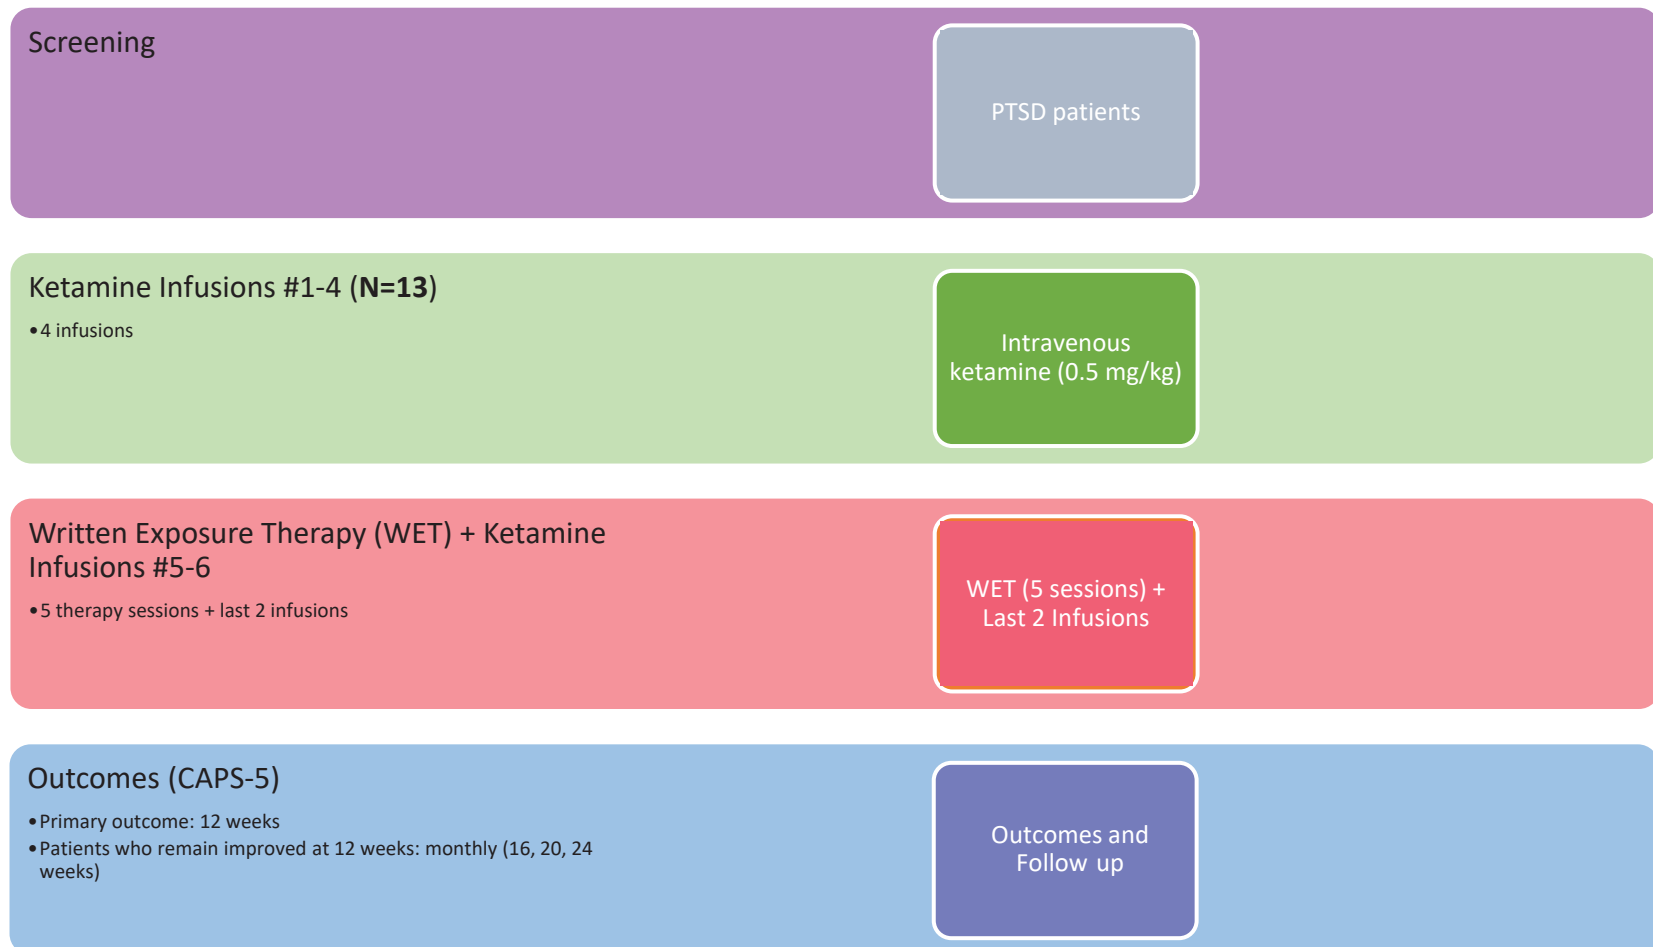 Screening
PTSD patients
Ketamine Infusions #1-4 (N=13)
•4 infusions
Intravenous
ketamine (0.5 mg/kg)
Written Exposure Therapy (WET) + Ketamine
Infusions #5-6
•5 therapy sessions + last 2 infusions
WET (5 sessions) +
Last 2 Infusions
Outcomes (CAPS-5)
•Primary outcome: 12 weeks
•Patients who remain improved at 12 weeks: monthly (16, 20, 24
weeks)
Outcomes and
Follow up